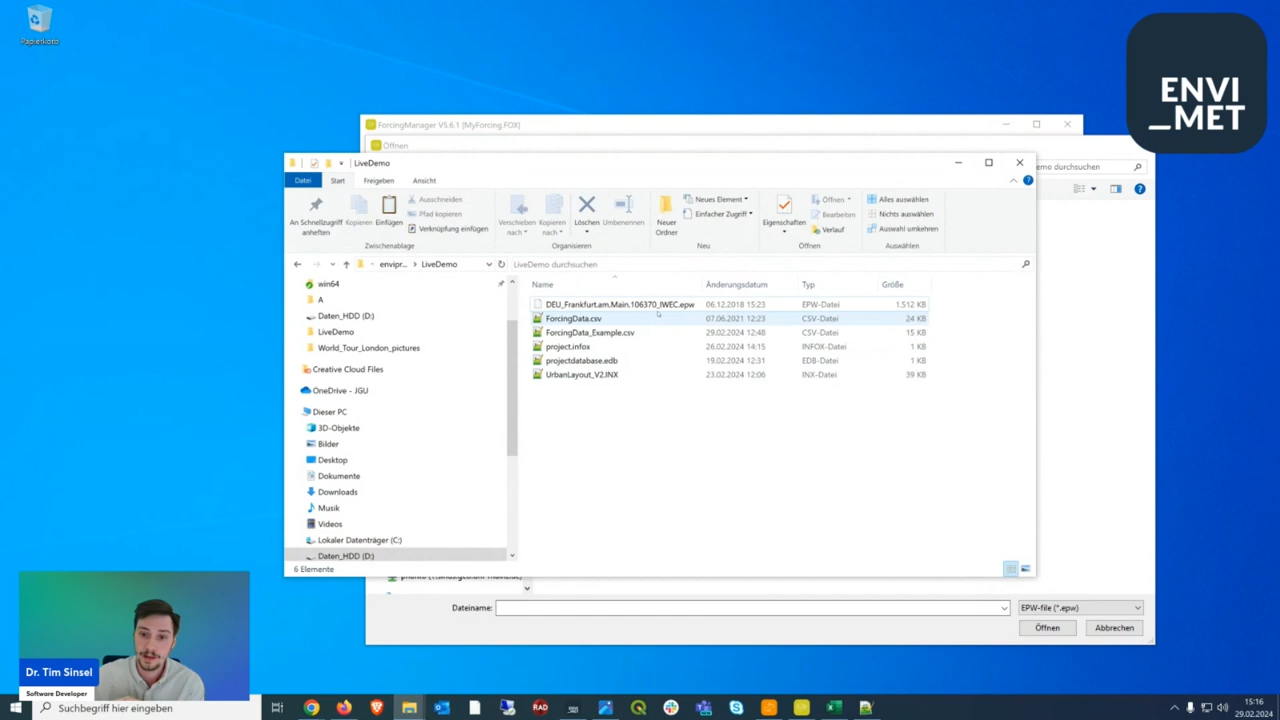 Papierkorb
ENVI
_MET
ForcingManager V5.6.1 [MyForcing.FOX]
Öffnen
emo durchsuchen
LiveDemo
Datei
Start
Freigeben
Ansicht
An Schnellzugriff anheften
Kopieren
Einfügen
Ausschneiden
Pfad kopieren
Verknüpfung einfügen
Zwischenablage
Verschieben nach
Kopieren nach
Löschen
Umbenennen
Organisieren
Neuer Ordner
Neues Element
Einfacher Zugriff
Neu
Eigenschaften
Öffnen
Bearbeiten
Verlauf
Öffnen
Alles auswählen
Nichts auswählen
Auswahl umkehren
Auswählen
envipr... > LiveDemo
LiveDemo durchsuchen
win64
A
Daten_HDD (D:)
LiveDemo
World_Tour_London_pictures
Creative Cloud Files
OneDrive - JGU
Dieser PC
3D-Objekte
Bilder
Desktop
Dokumente
Downloads
Musik
Videos
Lokaler Datenträger (C:)
Daten_HDD (D:)
Name Änderungsdatum Typ Größe
DEU_Frankfurt.am.Main.106370_IWEC.epw 06.12.2018 15:23 EPW-Datei 1.512 KB
ForcingData.csv 07.06.2021 12:23 CSV-Datei 24 KB
ForcingData_Example.csv 29.02.2024 12:48 CSV-Datei 15 KB
project.infox 26.02.2024 14:15 INFOX-Datei 1 KB
projectdatabase.edb 19.02.2024 12:31 EDB-Datei 1 KB
UrbanLayout_V2.INX 23.02.2024 12:06 INX-Datei 39 KB
6 Elemente
Dateiname:
EPW-file (*.epw)
Öffnen
Abbrechen
Dr. Tim Sinsel
Software Developer
Suchbegriff hier eingeben
RAD
15:16
29.02.2024